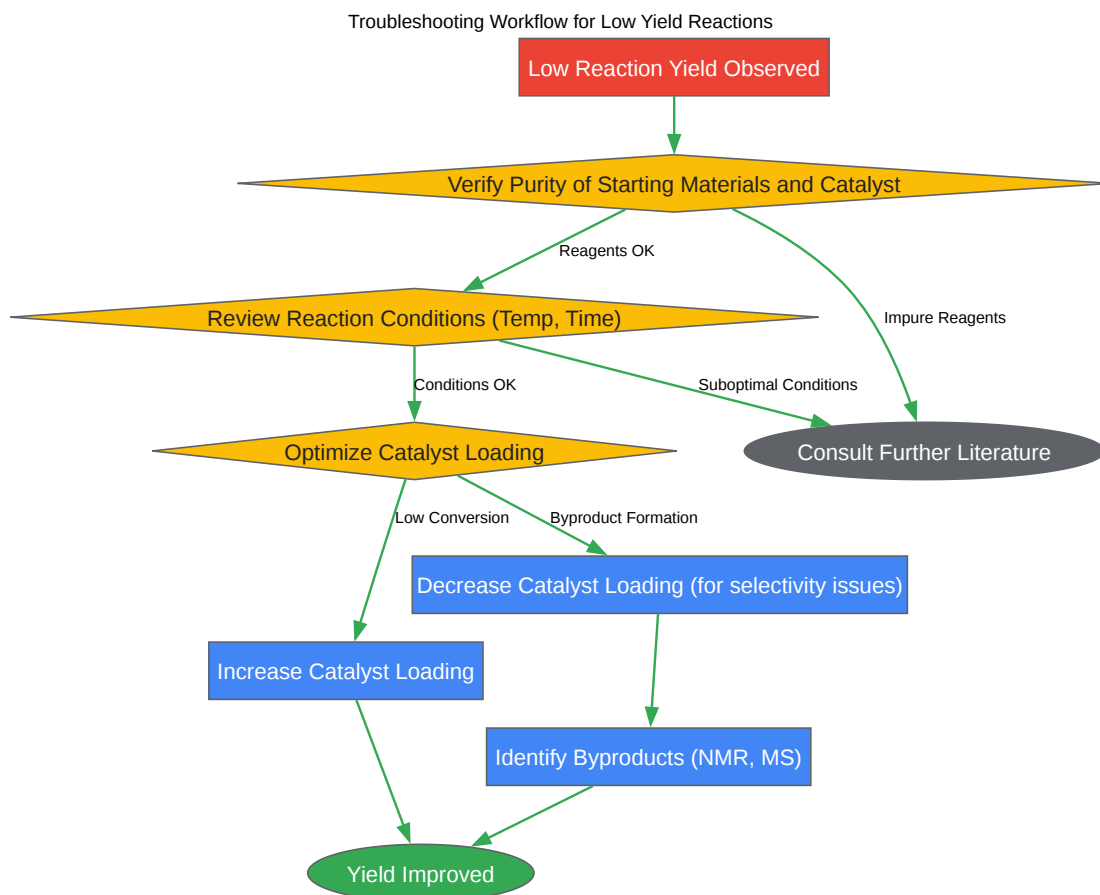 Troubleshooting Workflow for Low Yield Reactions
Low Reaction Yield Observed
Verify Purity of Starting Materials and Catalyst
Reagents OK
Review Reaction Conditions (Temp, Time)
Impure Reagents
Conditions OK
Suboptimal Conditions
Optimize Catalyst Loading
Consult Further Literature
Low Conversion
Byproduct Formation
Decrease Catalyst Loading (for selectivity issues)
Increase Catalyst Loading
Identify Byproducts (NMR, MS)
Yield Improved